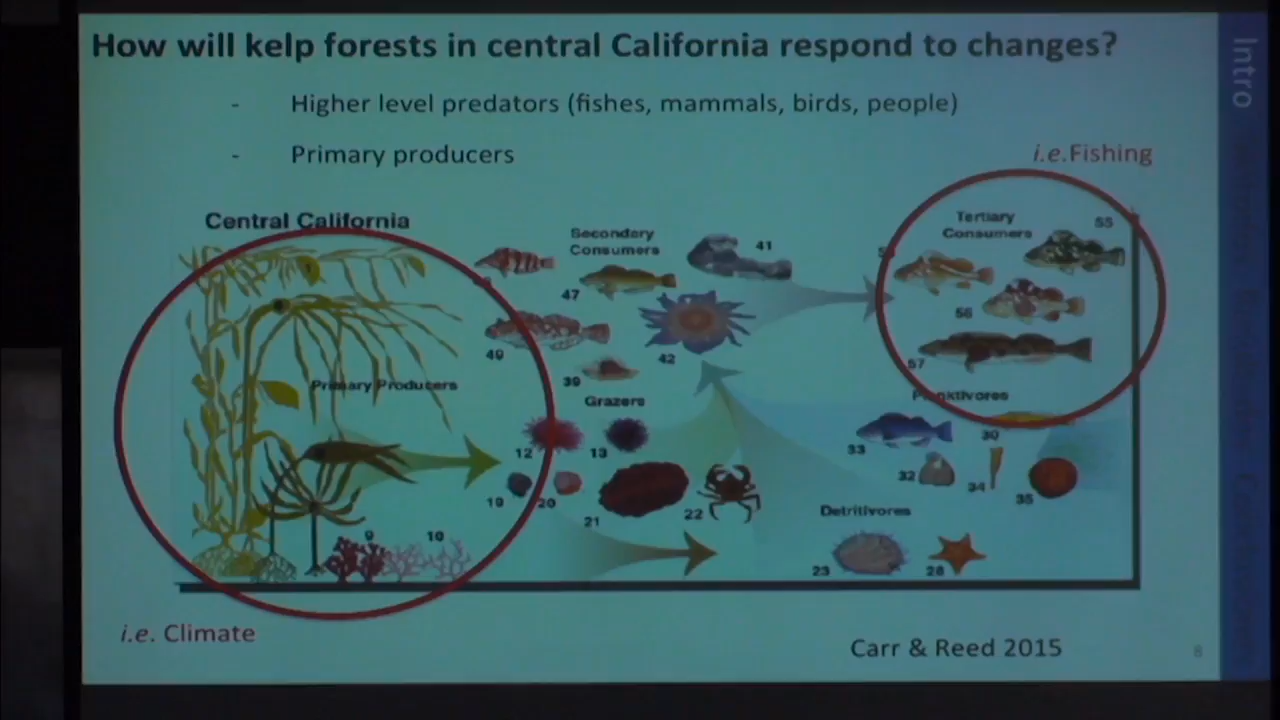 How will kelp forests in central California respond to changes?
Intro
- Higher level predators (fishes, mammals, birds, people)
- Primary producers
i.e.Fishing
Central California
Secondary
Consumers
41
47
49
42
39
Tertiary
Consumers
55
56
57
Primary Producers
Grazers
12
13
19
20
21
22
9
10
Planktivores
33
30
32
34
35
Detritivores
23
28
i.e. Climate
Carr & Reed 2015
8